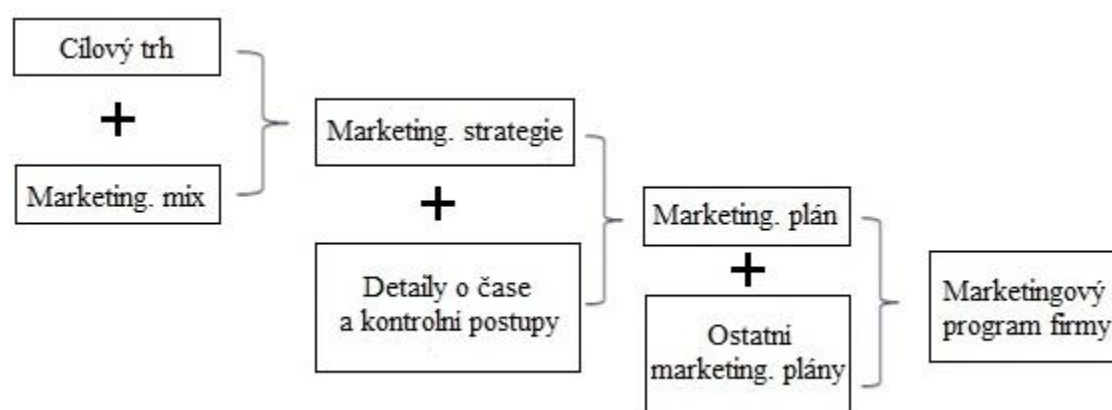 Cílový trh
+
Marketing. mix
Marketing. strategie
+
Detaily o čase
a kontrolní postupy
Marketing. plán
+
Ostatní
marketing. plány
Marketingový
program firmy